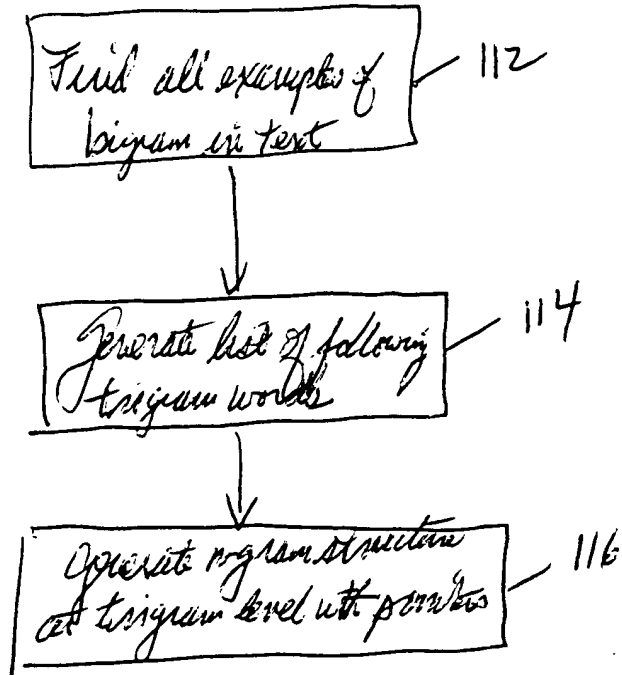 Find all examples of
bigram in text
112
Generate list of following
trigram words
114
Generate n-gram structure
at trigram level with pointers
116